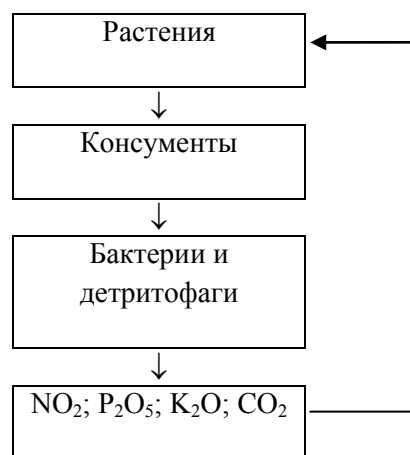 Растения
↓
Консументы
↓
Бактерии и
детритофаги
↓
NO₂; P₂O₅; K₂O; CO₂